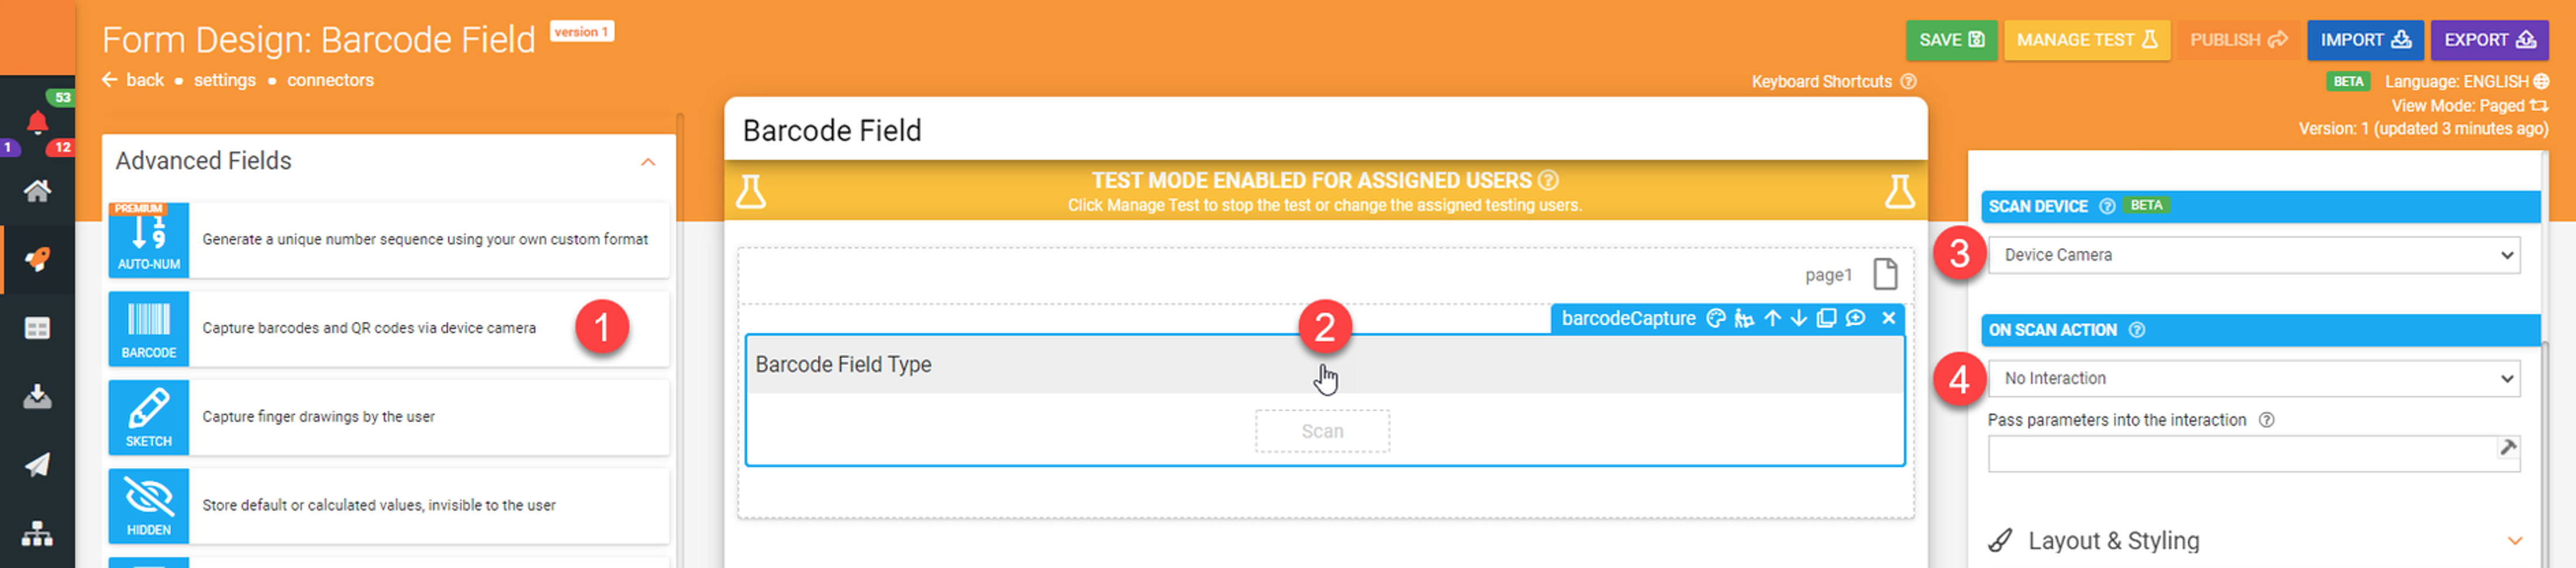 Form Design: Barcode Field version 1
back • settings • connectors
SAVE MANAGE TEST PUBLISH IMPORT EXPORT
Keyboard Shortcuts
BETA Language: ENGLISH
View Mode: Paged
Version: 1 (updated 3 minutes ago)
53
1 12
Advanced Fields
PREMIUM
1
9
AUTO-NUM
Generate a unique number sequence using your own custom format
BARCODE
Capture barcodes and QR codes via device camera
1
SKETCH
Capture finger drawings by the user
HIDDEN
Store default or calculated values, invisible to the user
Barcode Field
TEST MODE ENABLED FOR ASSIGNED USERS
Click Manage Test to stop the test or change the assigned testing users.
page1
barcodeCapture
2
Barcode Field Type
Scan
SCAN DEVICE BETA
3
Device Camera
ON SCAN ACTION
4
No Interaction
Pass parameters into the interaction
Layout & Styling